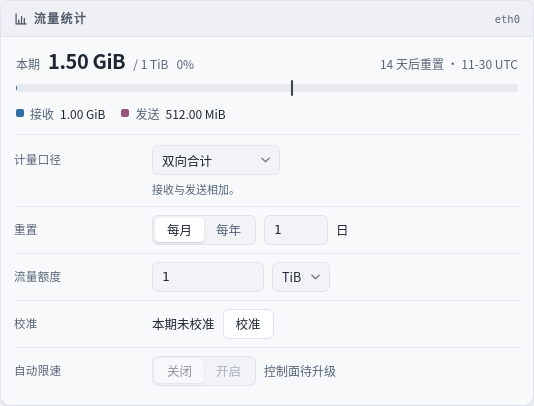 流量统计 eth0
本期 1.50 GiB / 1 TiB 0% 14 天后重置 · 11-30 UTC
接收 1.00 GiB 发送 512.00 MiB
计量口径 双向合计
接收与发送相加。
重置 每月 每年 1 日
流量额度 1 TiB
校准 本期未校准 校准
自动限速 关闭 开启 控制面待升级